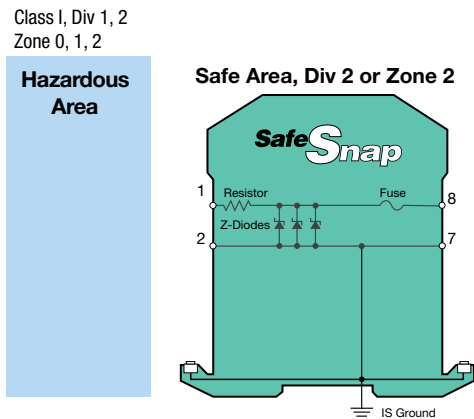 Class I, Div 1, 2
Zone 0, 1, 2
Hazardous
Area
Safe Area, Div 2 or Zone 2
SafeSnap
1
Resistor
Fuse
8
Z-Diodes
2
7
IS Ground